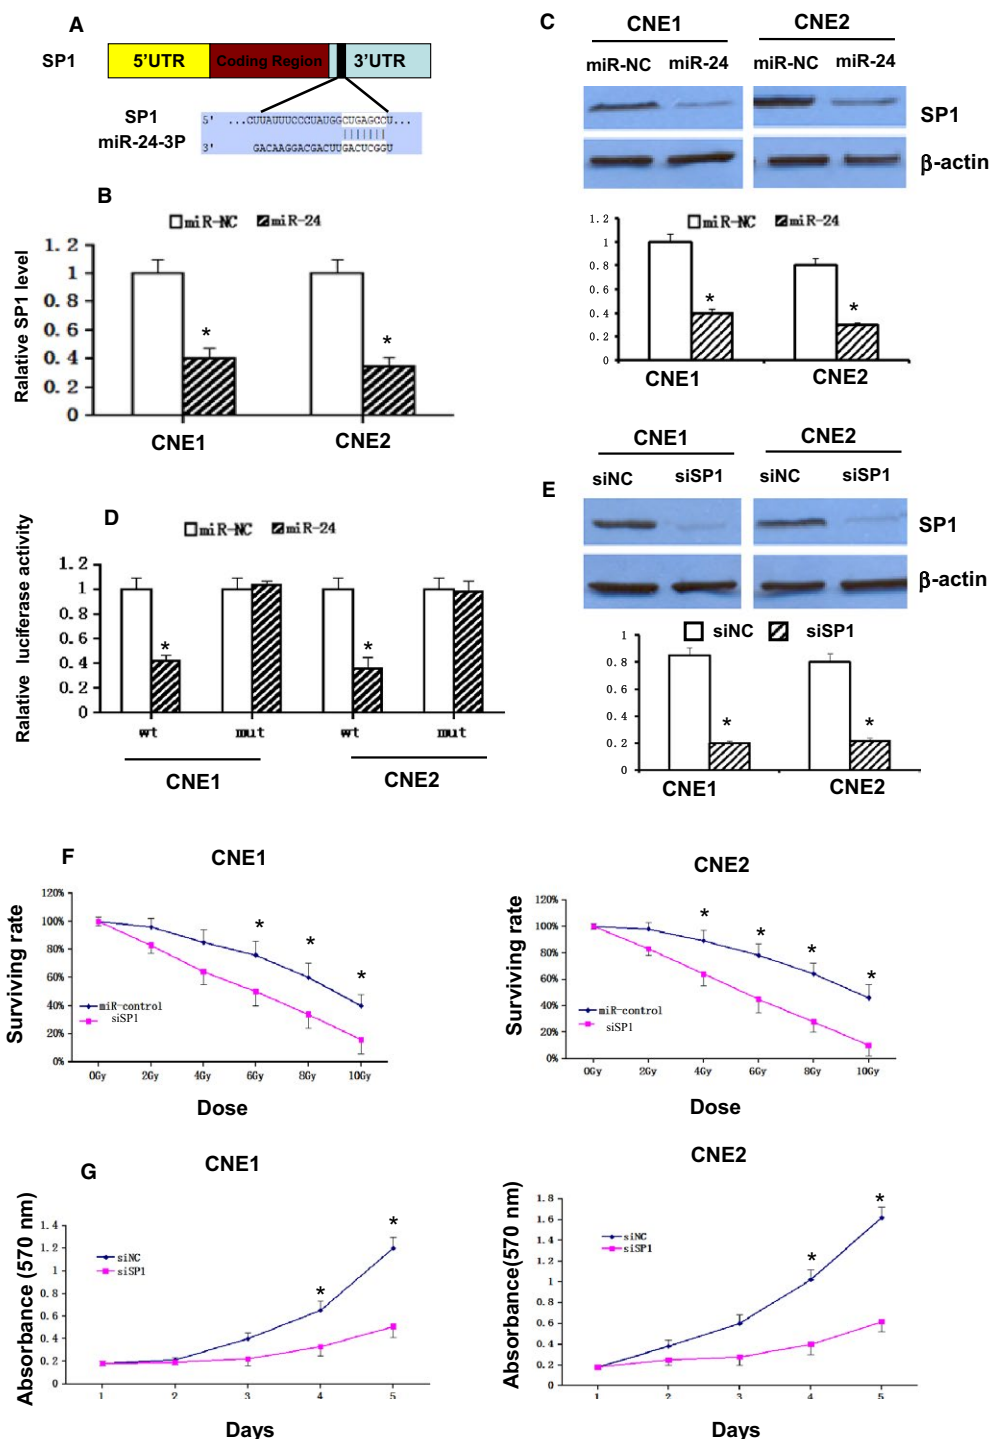 A
SP1
5'UTR
Coding Region
3'UTR
SP1
5' ...CUUAUUUCCCUAUGGCUGAGCCU...
miR-24-3P
3' GACAAGGACGACUUGACUCGGU
B
miR-NC miR-24
Ralative SP1 level
1.2
1
0.8
0.6
0.4
0.2
0
*
*
CNE1 CNE2
C
CNE1 CNE2
miR-NC miR-24 miR-NC miR-24
SP1
β-actin
miR-NC miR-24
1.2
1
0.8
0.6
0.4
0.2
0
*
*
CNE1 CNE2
D
miR-NC miR-24
Ralative luciferase activity
1.2
1
0.8
0.6
0.4
0.2
0
*
*
wt mut wt mut
CNE1 CNE2
E
CNE1 CNE2
siNC siSP1 siNC siSP1
SP1
β-actin
siNC siSP1
1
0.8
0.6
0.4
0.2
0
*
*
CNE1 CNE2
F
CNE1
Surviving rate
120%
100%
80%
60%
40%
20%
0%
* * *
miR-control
siSP1
0Gy 2Gy 4Gy 6Gy 8Gy 10Gy
Dose
CNE2
Surviving rate
120%
100%
80%
60%
40%
20%
0%
* * * *
miR-control
siSP1
0Gy 2Gy 4Gy 6Gy 8Gy 10Gy
Dose
G
CNE1
Absorbance (570 nm)
1.4
1.2
1
0.8
0.6
0.4
0.2
0
siNC
siSP1
* *
1 2 3 4 5
Days
CNE2
Absorbance(570 nm)
1.8
1.6
1.4
1.2
1
0.8
0.6
0.4
0.2
0
siNC
siSP1
* *
1 2 3 4 5
Days